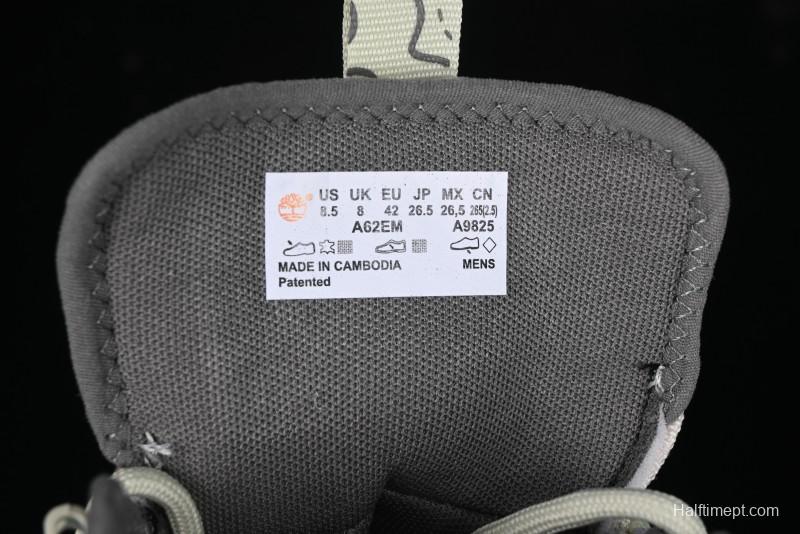 US UK EU JP MX CN
8.5 8 42 26.5 26,5 265(2.5)
A62EM A9825
MADE IN CAMBODIA MENS
Patented
Halftimept.com